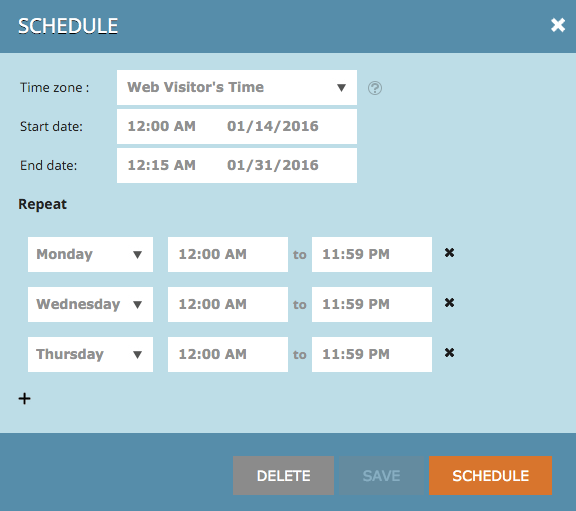 SCHEDULE
Time zone : Web Visitor's Time ?
Start date: 12:00 AM 01/14/2016
End date: 12:15 AM 01/31/2016
Repeat
Monday 12:00 AM to 11:59 PM
Wednesday 12:00 AM to 11:59 PM
Thursday 12:00 AM to 11:59 PM
DELETE SAVE SCHEDULE